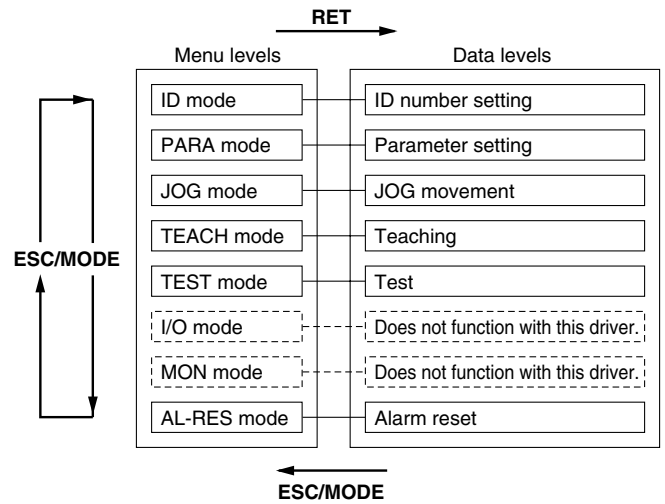 RET
Menu levels Data levels
ID mode ID number setting
PARA mode Parameter setting
JOG mode JOG movement
TEACH mode Teaching
ESC/MODE
TEST mode Test
I/O mode Does not function with this driver.
MON mode Does not function with this driver.
AL-RES mode Alarm reset
ESC/MODE